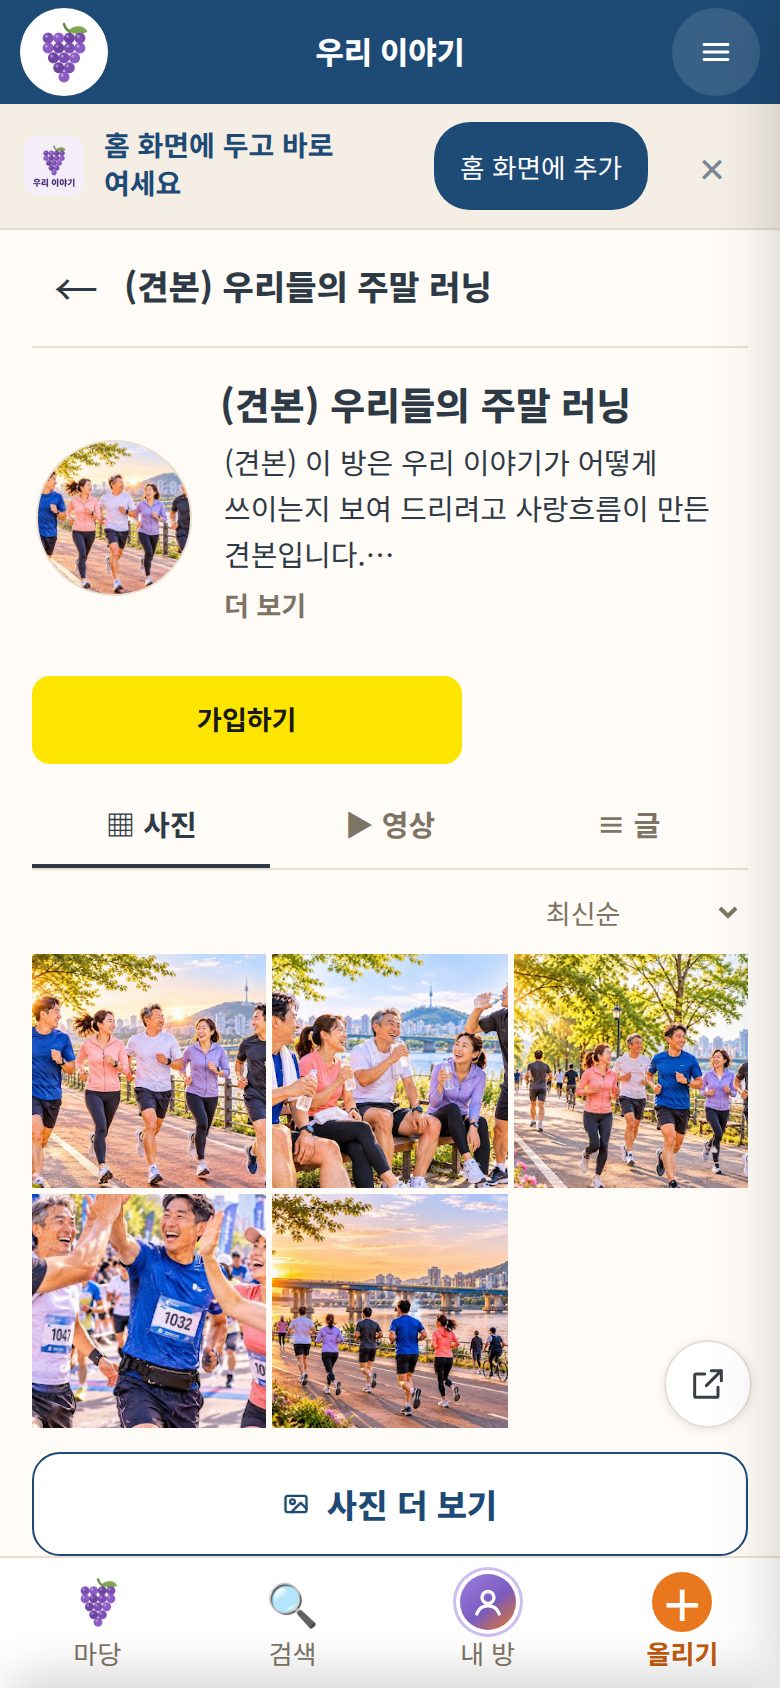 우리 이야기
우리 이야기
홈 화면에 두고 바로
여세요
홈 화면에 추가
(견본) 우리들의 주말 러닝
(견본) 우리들의 주말 러닝
(견본) 이 방은 우리 이야기가 어떻게
쓰이는지 보여 드리려고 사랑흐름이 만든
견본입니다.…
더 보기
가입하기
사진
영상
글
최신순
1032
사진 더 보기
마당
검색
내 방
올리기